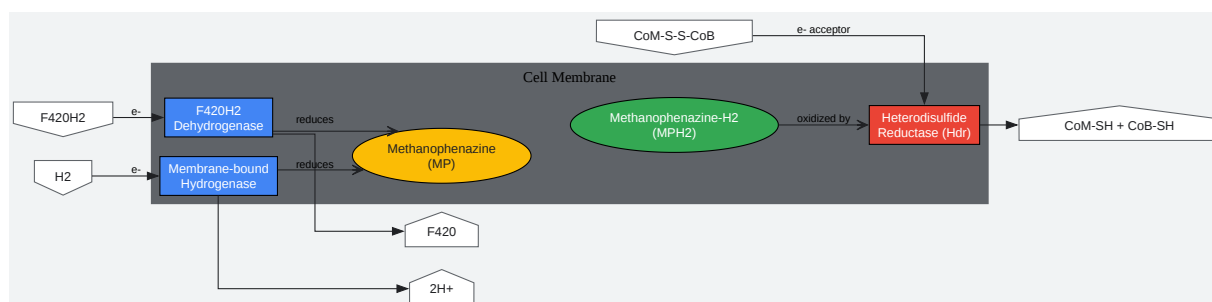 CoM-S-S-CoB
e- acceptor
Cell Membrane
F420H2
e-
F420H2
Dehydrogenase
reduces
Methanophenazine
(MP)
Methanophenazine-H2
(MPH2)
oxidized by
Heterodisulfide
Reductase (Hdr)
CoM-SH + CoB-SH
H2
e-
Membrane-bound
Hydrogenase
reduces
F420
2H+